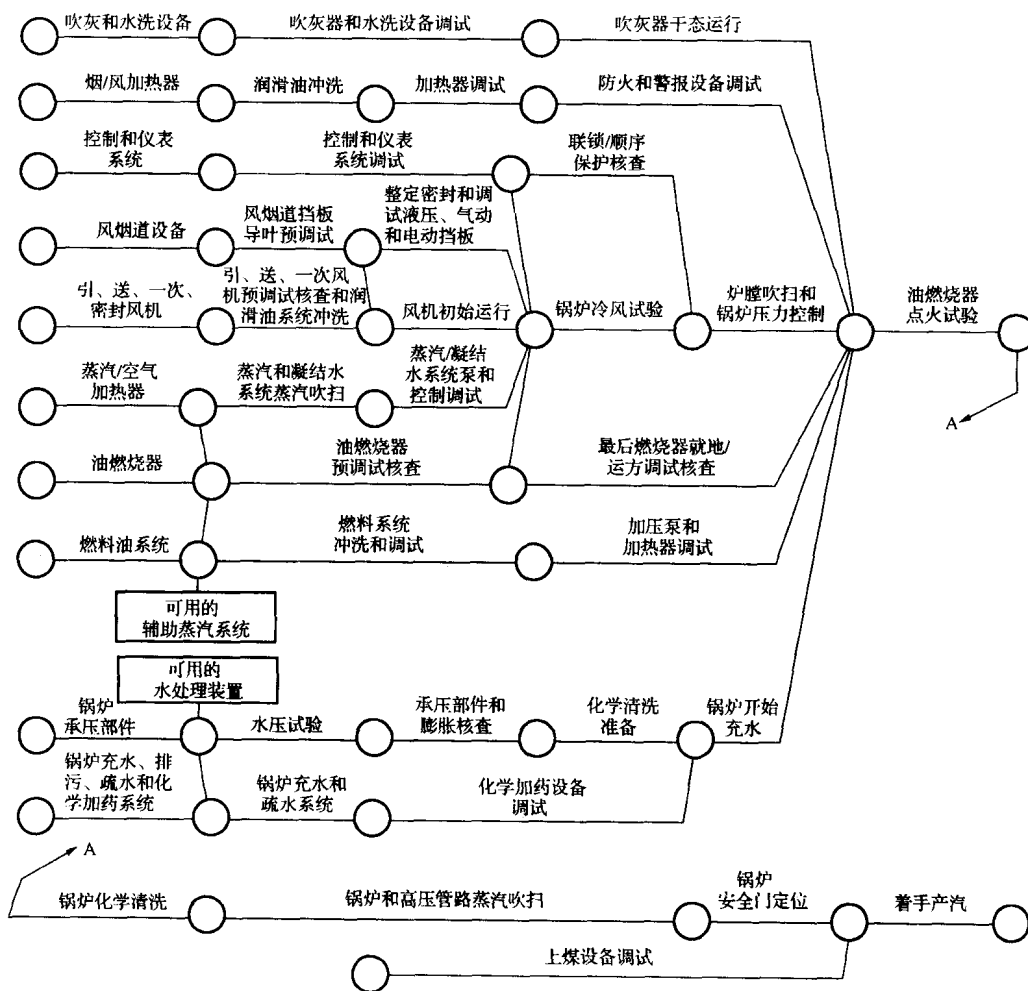 吹灰和水洗设备
吹灰器和水洗设备调试
吹灰器干态运行
烟/风加热器
润滑油冲洗
加热器调试
防火和警报设备调试
控制和仪表
系统
控制和仪表
系统调试
联锁/顺序
保护核查
风烟道设备
风烟道挡板
导叶预调试
整定密封和调
试液压、气动
和电动挡板
引、送、一次、
密封风机
引、送、一次风
机预调试核查和润
滑油系统冲洗
风机初始运行
锅炉冷风试验
炉膛吹扫和
锅炉压力控制
油燃烧器
点火试验
蒸汽/空气
加热器
蒸汽和凝结水
系统蒸汽吹扫
蒸汽/凝结
水系统泵和
控制调试
A
油燃烧器
油燃烧器
预调试核查
最后燃烧器就地/
运方调试核查
燃料油系统
燃料系统
冲洗和调试
加压泵和
加热器调试
可用的
辅助蒸汽系统
可用的
水处理装置
锅炉
承压部件
水压试验
承压部件和
膨胀核查
化学清洗
准备
锅炉开始
充水
锅炉充水、排
污、疏水和化
学加药系统
锅炉充水和
疏水系统
化学加药设备
调试
A
锅炉化学清洗
锅炉和高压管路蒸汽吹扫
锅炉
安全门定位
着手产汽
上煤设备调试